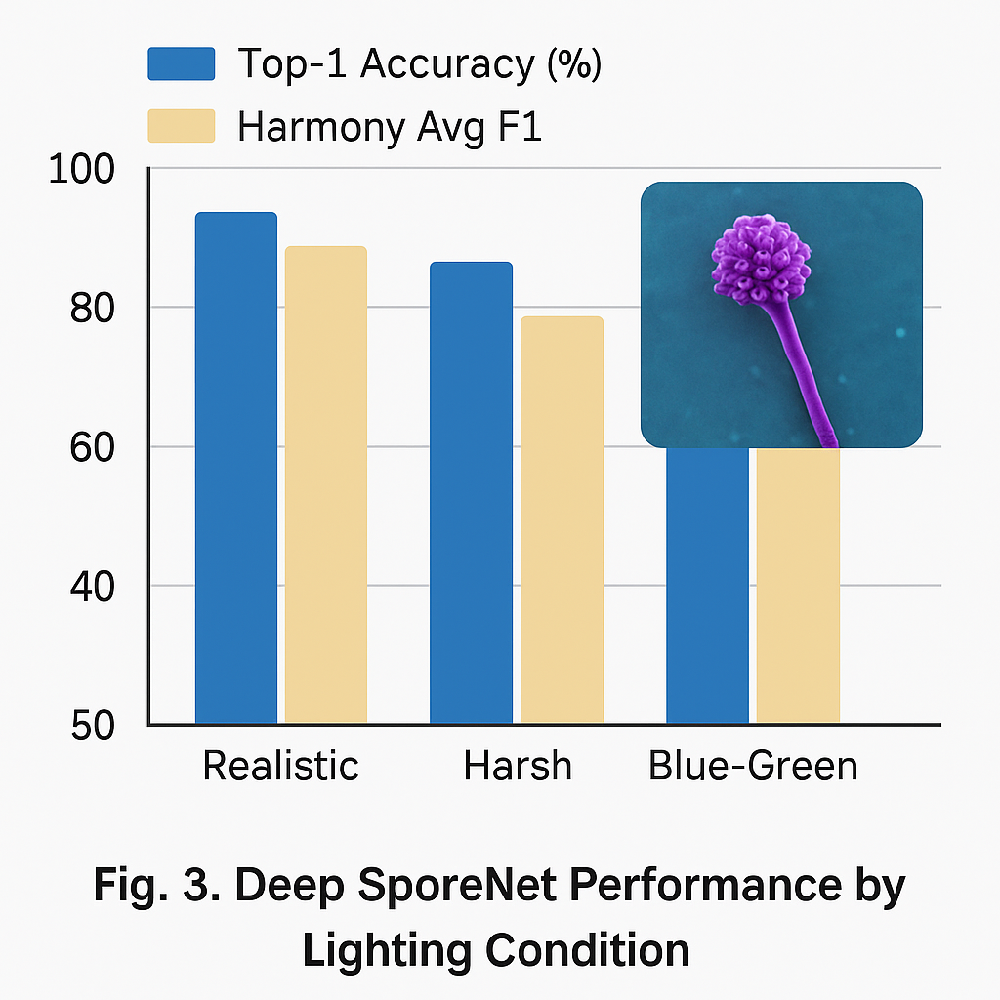 Top-1 Accuracy (%)
Harmony Avg F1
100
80
60
40
50
Realistic Harsh Blue-Green
Fig. 3. Deep SporeNet Performance by
Lighting Condition